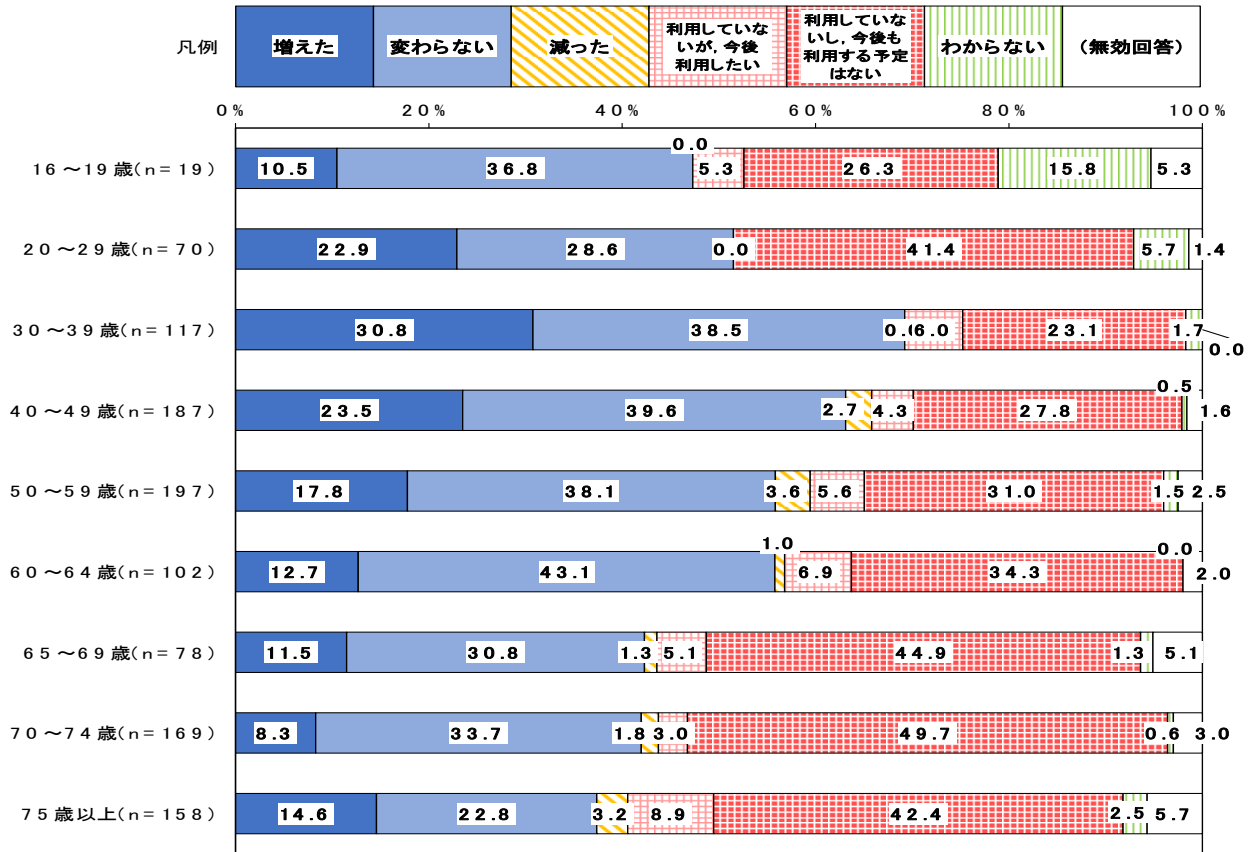 凡例
増えた
変わらない
減った
利用していな
いが, 今後
利用したい
利用していな
いし, 今後も
利用する予定
はない
わからない
（無効回答）
0% 20% 40% 60% 80% 100%
16～19歳(n=19) 10.5 36.8 0.0 5.3 26.3 15.8 5.3
20～29歳(n=70) 22.9 28.6 0.0 41.4 5.7 1.4
30～39歳(n=117) 30.8 38.5 6.0 23.1 1.7 0.0
40～49歳(n=187) 23.5 39.6 2.7 4.3 27.8 0.5 1.6
50～59歳(n=197) 17.8 38.1 3.6 5.6 31.0 1.5 2.5
60～64歳(n=102) 12.7 43.1 1.0 6.9 34.3 0.0 2.0
65～69歳(n=78) 11.5 30.8 1.3 5.1 44.9 1.3 5.1
70～74歳(n=169) 8.3 33.7 1.8 3.0 49.7 0.6 3.0
75歳以上(n=158) 14.6 22.8 3.2 8.9 42.4 2.5 5.7